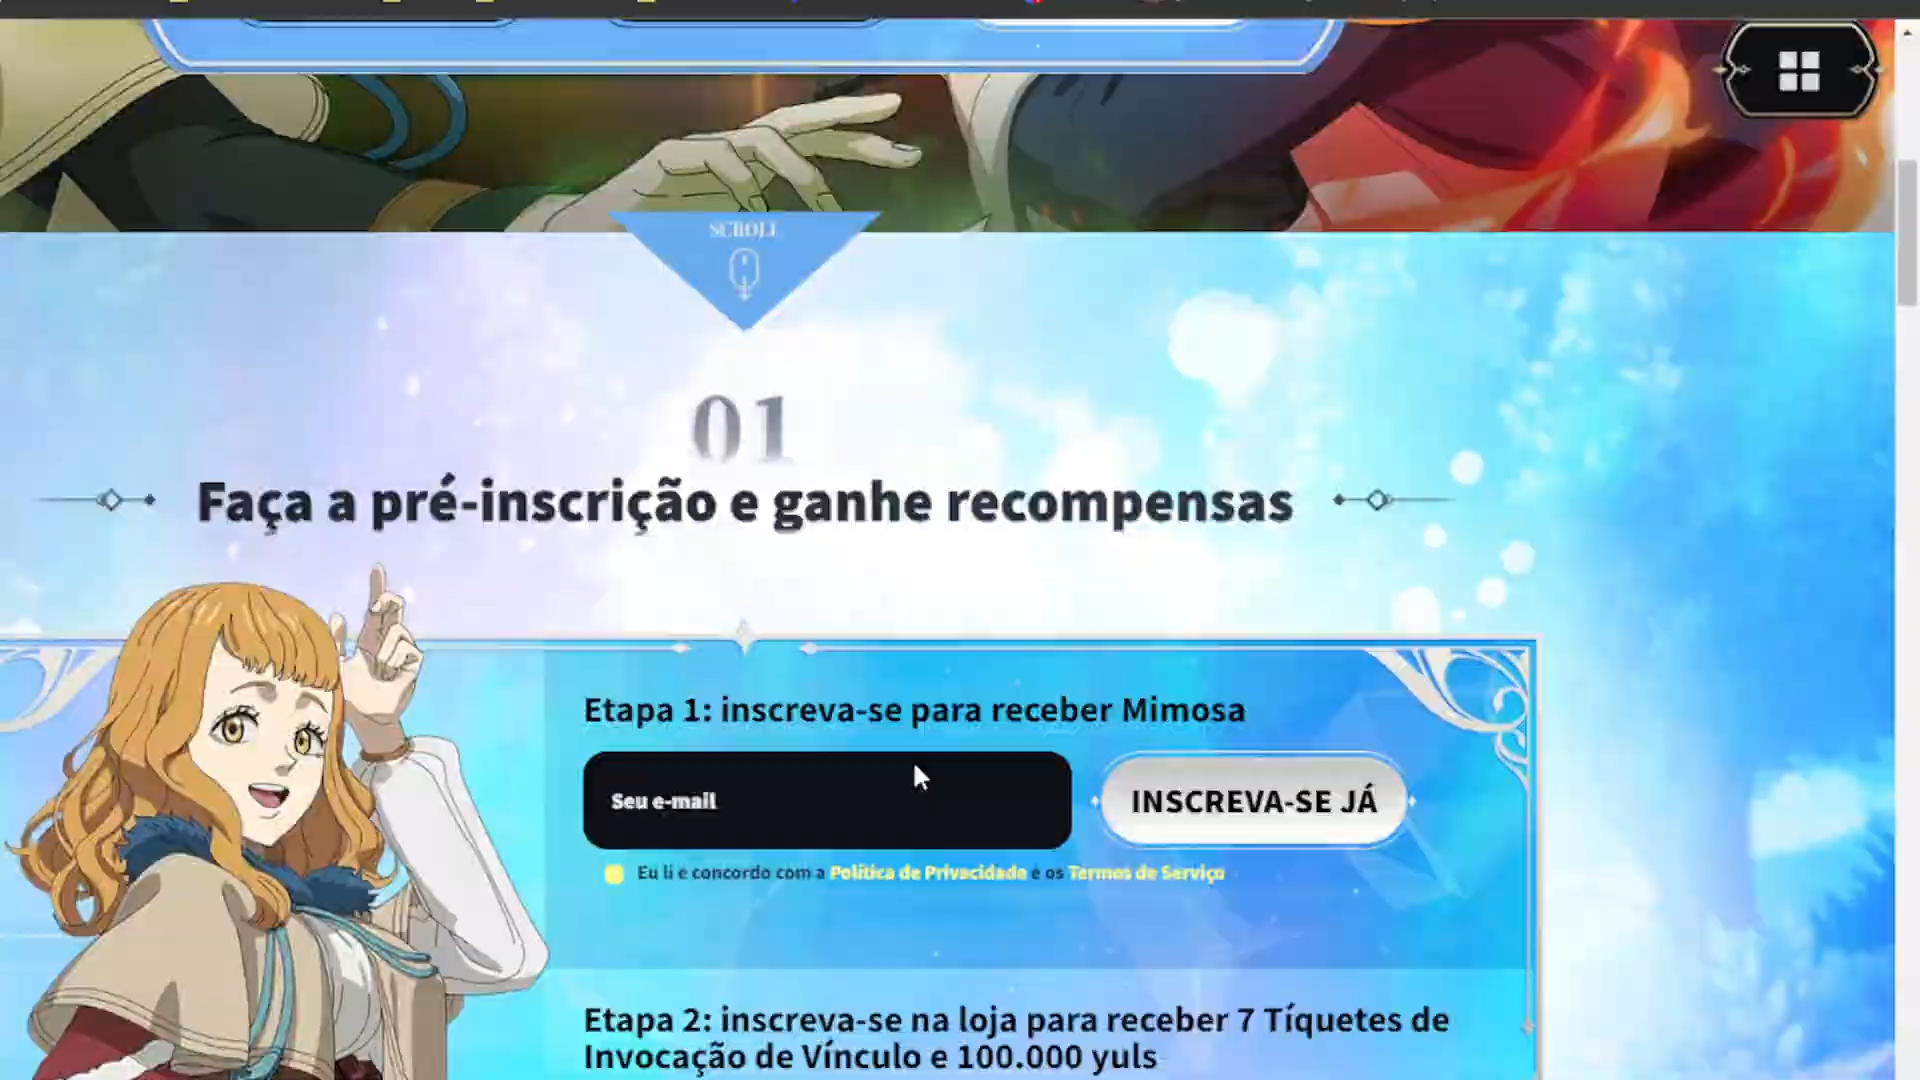 SCROLL
01
Faça a pré-inscrição e ganhe recompensas
Etapa 1: inscreva-se para receber Mimosa
Seu e-mail
INSCREVA-SE JÁ
Eu li e concordo com a Política de Privacidade e os Termos de Serviço
Etapa 2: inscreva-se na loja para receber 7 Tíquetes de
Invocação de Vínculo e 100.000 yuls